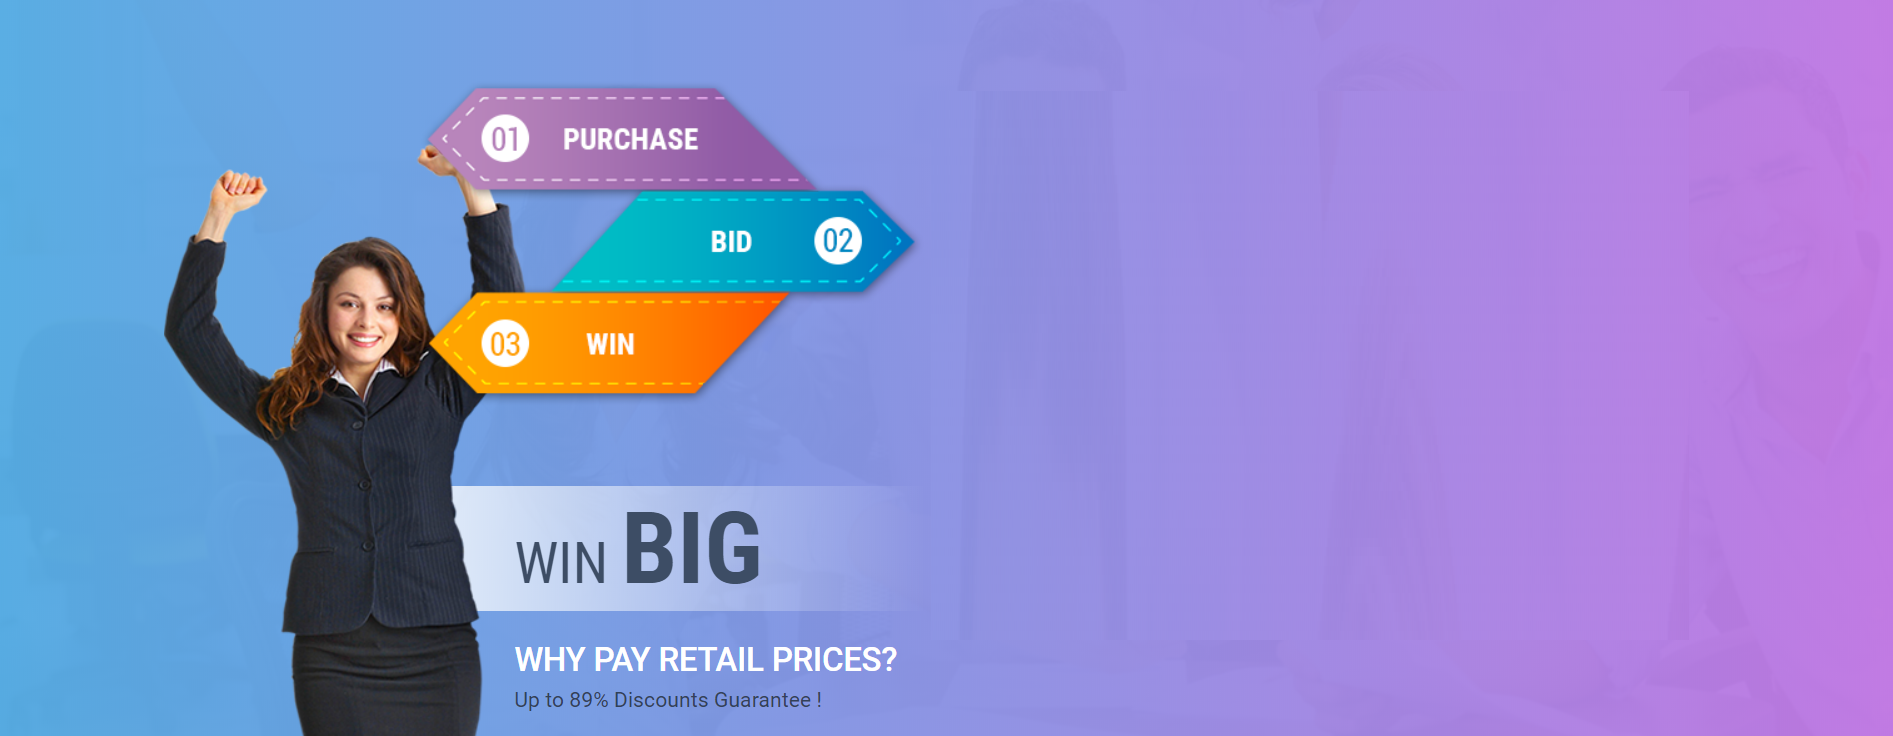 01 PURCHASE
BID 02
03 WIN
WIN BIG
WHY PAY RETAIL PRICES?
Up to 89% Discounts Guarantee !